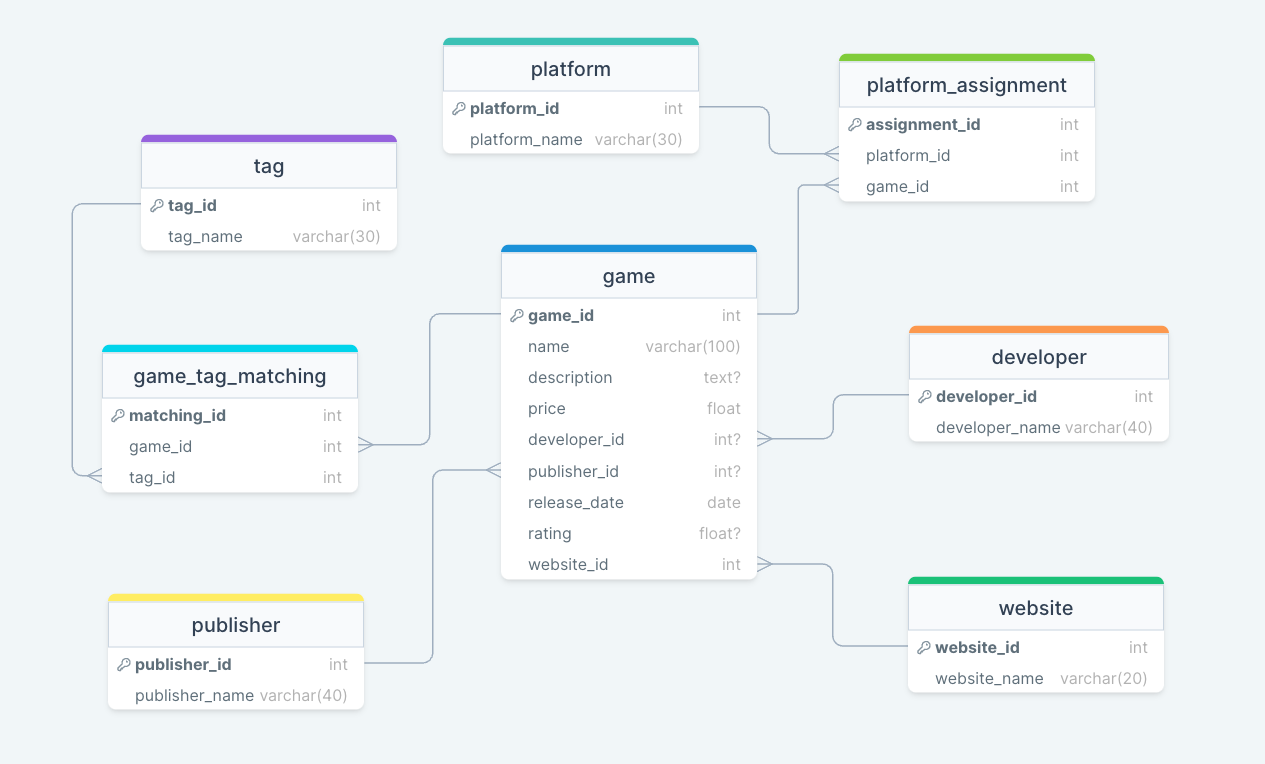 platform
platform_id int
platform_name varchar(30)
platform_assignment
assignment_id int
platform_id int
game_id int
tag
tag_id int
tag_name varchar(30)
game
game_id int
name varchar(100)
description text?
price float
developer_id int?
publisher_id int?
release_date date
rating float?
website_id int
developer
developer_id int
developer_name varchar(40)
game_tag_matching
matching_id int
game_id int
tag_id int
publisher
publisher_id int
publisher_name varchar(40)
website
website_id int
website_name varchar(20)